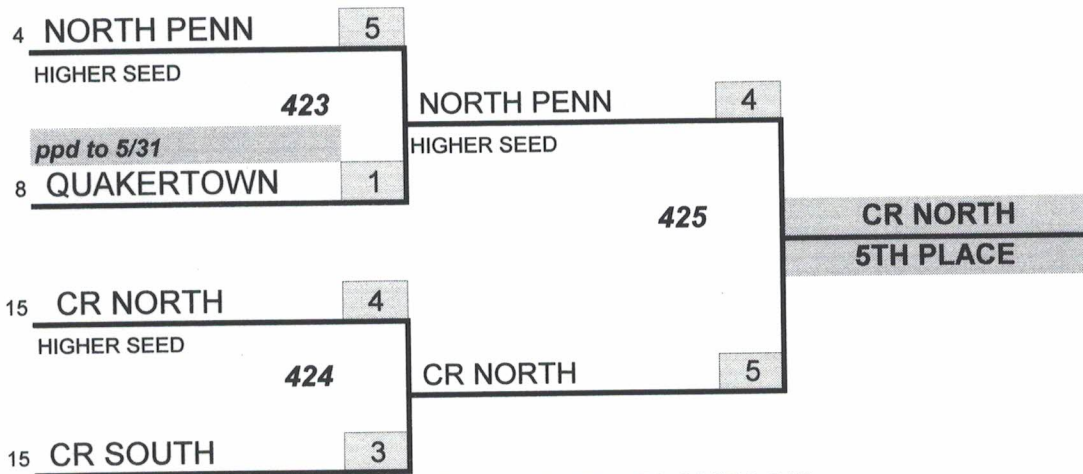 4 NORTH PENN 5
HIGHER SEED
423
ppd to 5/31
8 QUAKERTOWN 1
NORTH PENN 4
HIGHER SEED
425
CR NORTH
5TH PLACE
15 CR NORTH 4
HIGHER SEED
424
15 CR SOUTH 3
CR NORTH 5